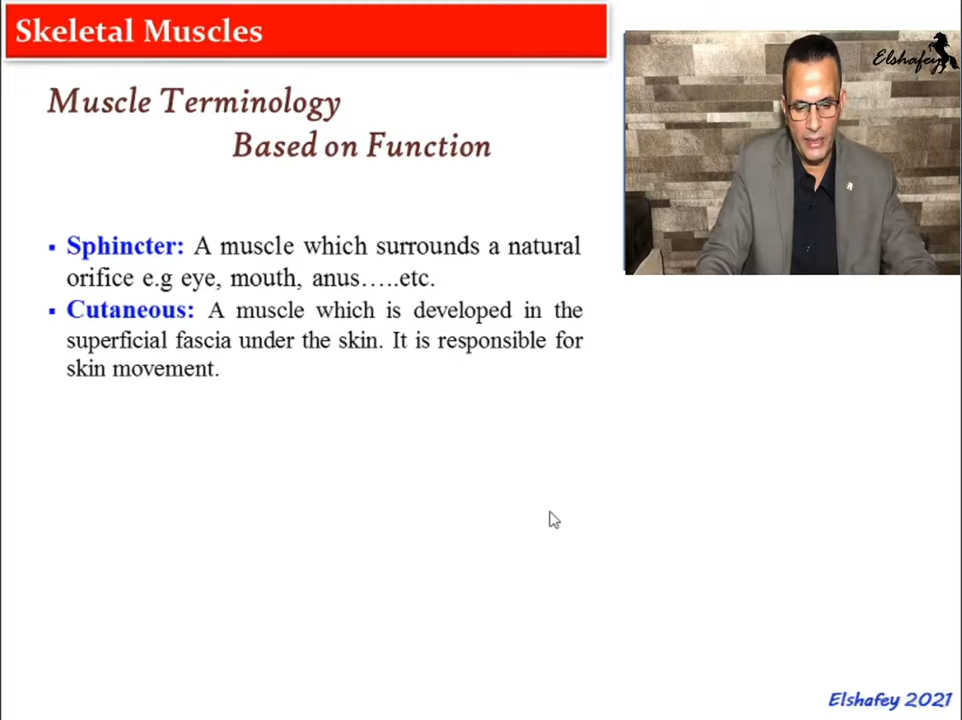 Skeletal Muscles
Elshafey
Muscle Terminology
Based on Function
▪ Sphincter: A muscle which surrounds a natural
orifice e.g eye, mouth, anus…..etc.
▪ Cutaneous: A muscle which is developed in the
superficial fascia under the skin. It is responsible for
skin movement.
Elshafey 2021